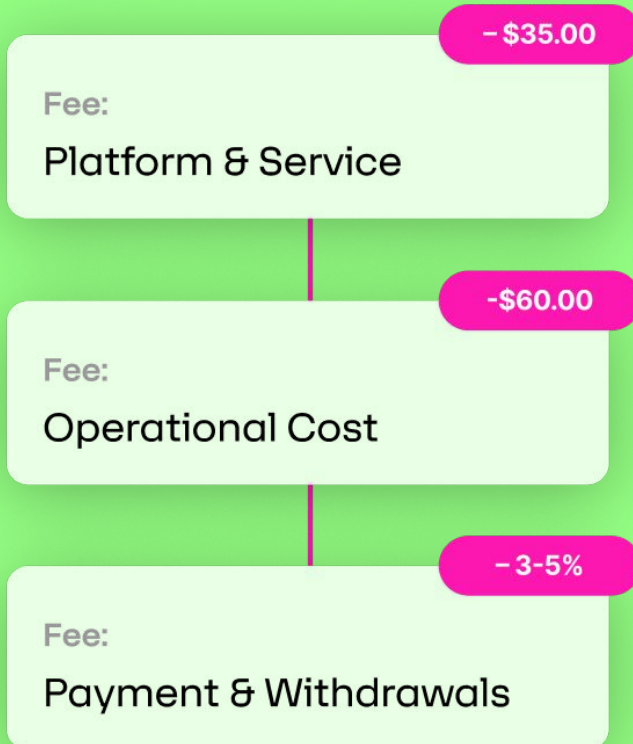 – $35.00
Fee:
Platform & Service
-$60.00
Fee:
Operational Cost
– 3-5%
Fee:
Payment & Withdrawals